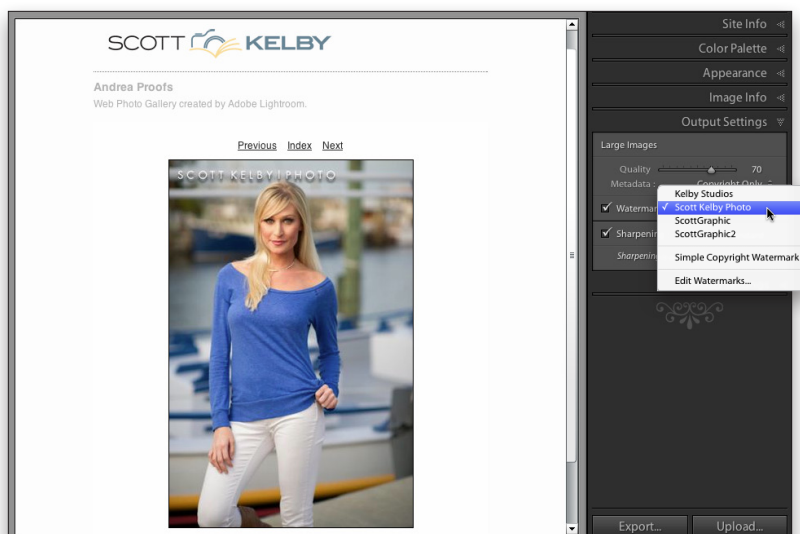 SCOTT KELBY
Andrea Proofs
Web Photo Gallery created by Adobe Lightroom.
Previous Index Next
SCOTT KELBY | PHOTO
Site Info
Color Palette
Appearance
Image Info
Output Settings
Large Images
Quality 70
Metadata : Copyright Only
Kelby Studios
✓ Scott Kelby Photo
ScottGraphic
ScottGraphic2
Simple Copyright Watermark
Edit Watermarks...
Watermar
Sharpenin
Sharpening
Export... Upload...